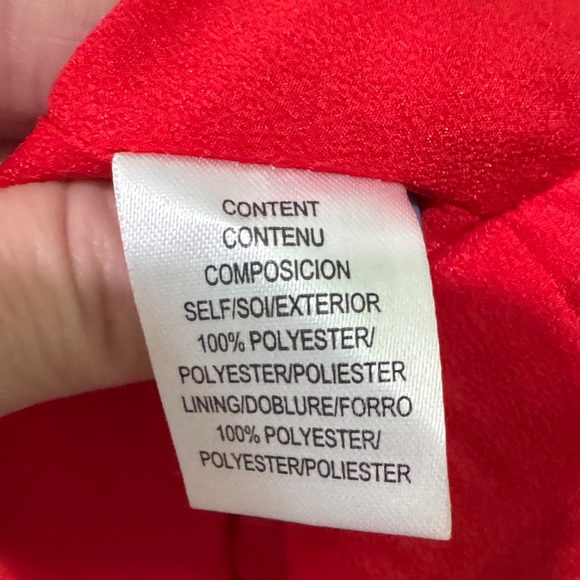 CONTENT
CONTENU
COMPOSICION
SELF/SOI/EXTERIOR
100% POLYESTER/
POLYESTER/POLIESTER
LINING/DOBLURE/FORRO
100% POLYESTER/
POLYESTER/POLIESTER